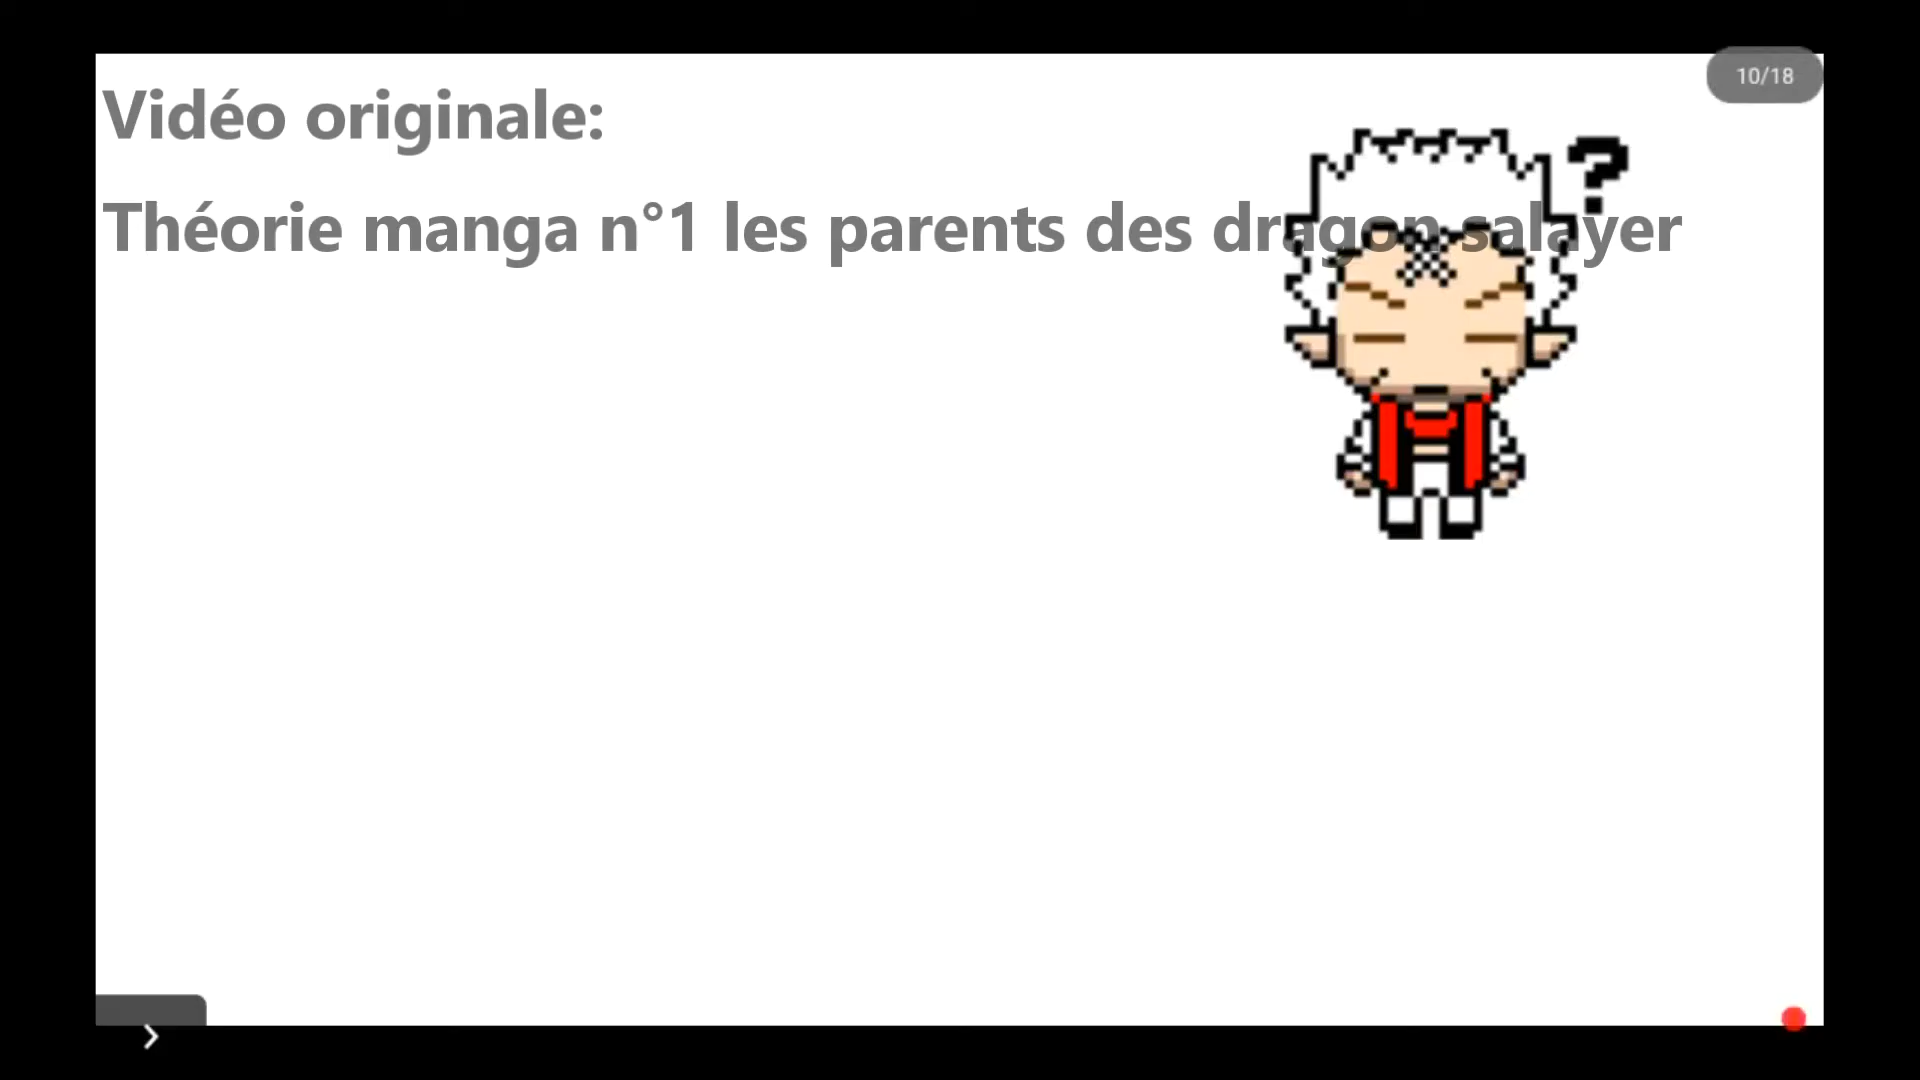 10/18
Vidéo originale:
?
Théorie manga n°1 les parents des dragon salayer